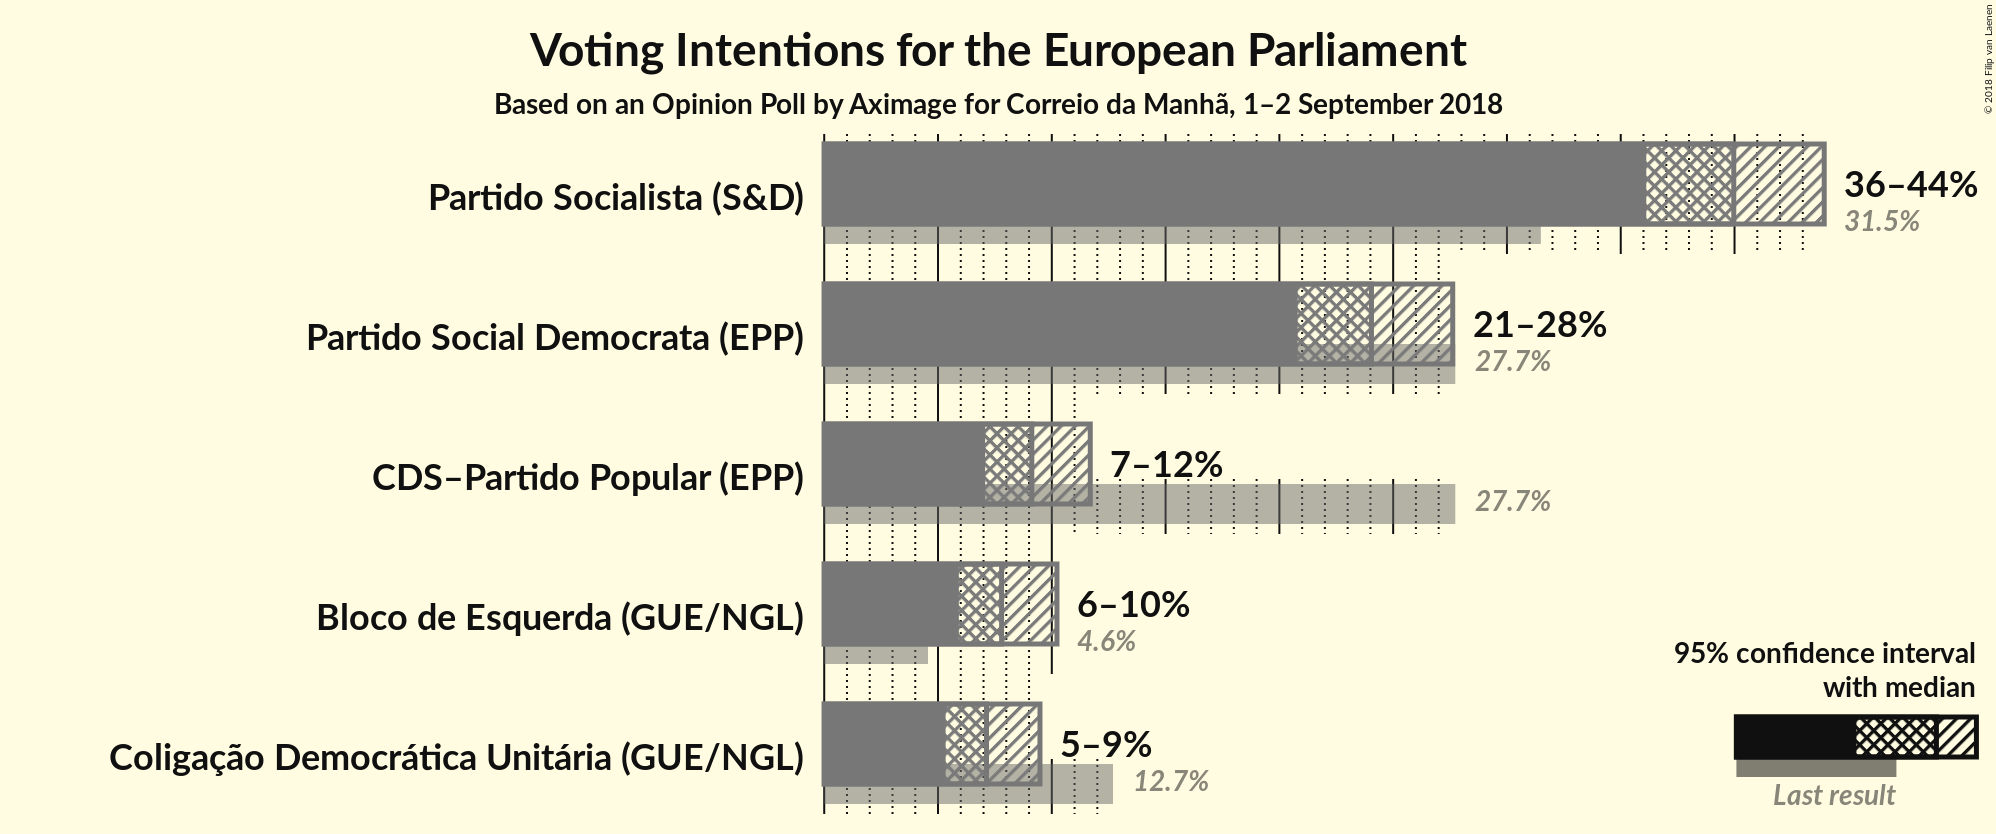 Voting Intentions for the European Parliament
Based on an Opinion Poll by Aximage for Correio da Manhã, 1–2 September 2018
© 2018 Filip van Laenen
Partido Socialista (S&D)
36–44%
31.5%
Partido Social Democrata (EPP)
21–28%
27.7%
CDS–Partido Popular (EPP)
7–12%
27.7%
Bloco de Esquerda (GUE/NGL)
6–10%
4.6%
Coligação Democrática Unitária (GUE/NGL)
5–9%
12.7%
95% confidence interval
with median
Last result